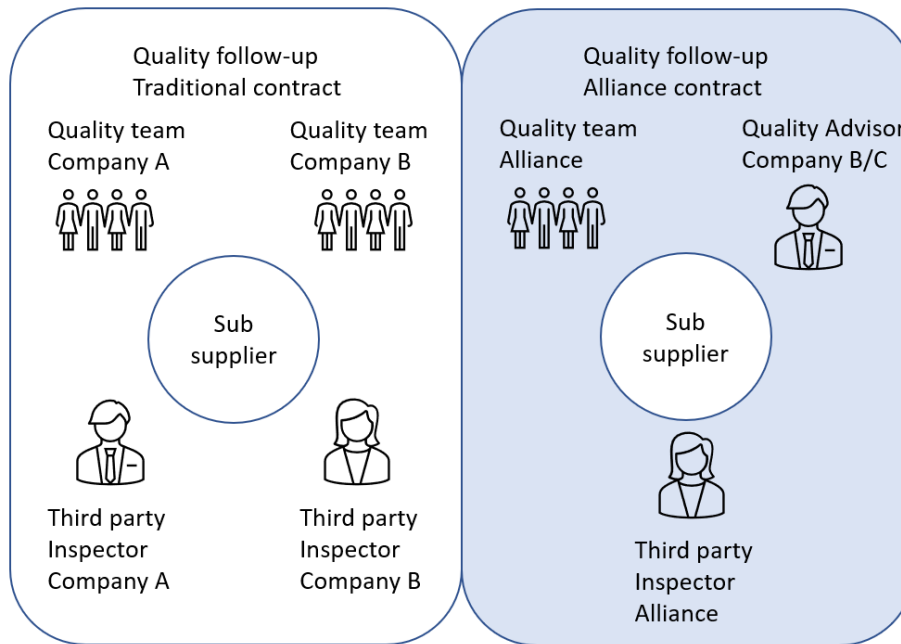 Quality follow-up
Traditional contract
Quality team
Company A
Quality team
Company B
Sub
supplier
Third party
Inspector
Company A
Third party
Inspector
Company B
Quality follow-up
Alliance contract
Quality team
Alliance
Quality Advisor
Company B/C
Sub
supplier
Third party
Inspector
Alliance